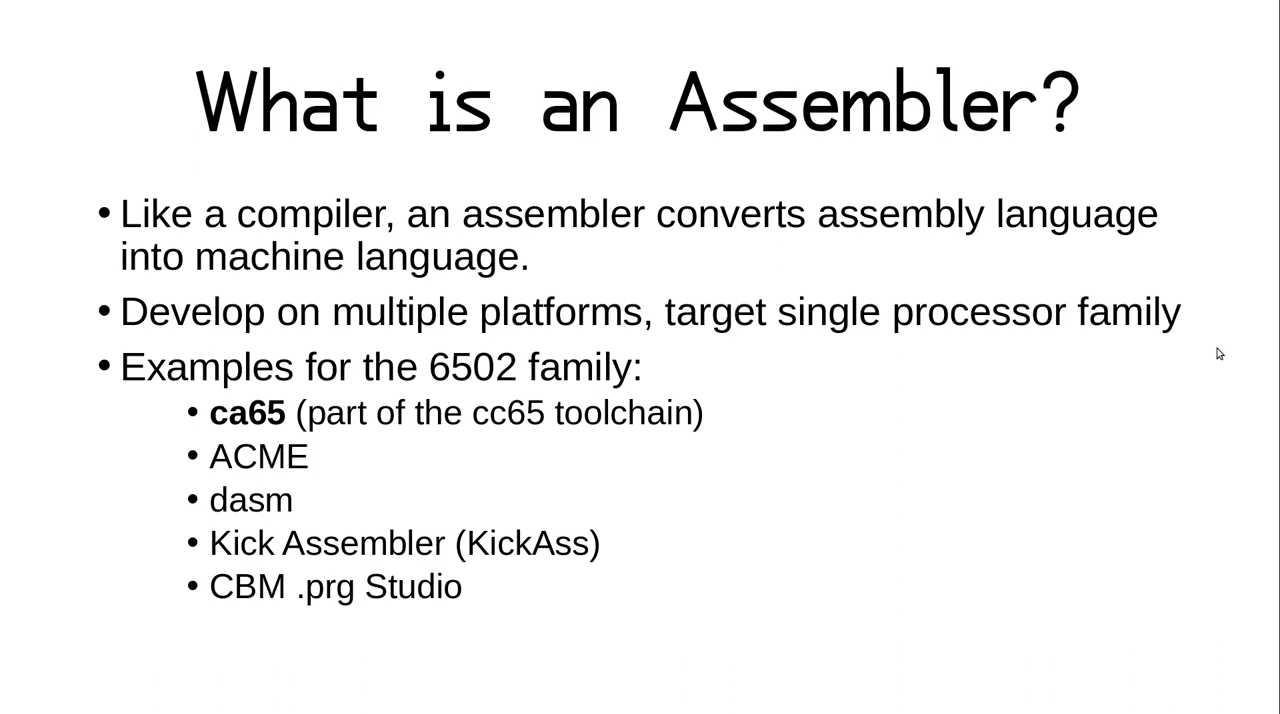 What is an Assembler?
• Like a compiler, an assembler converts assembly language
into machine language.
• Develop on multiple platforms, target single processor family
• Examples for the 6502 family:
• ca65 (part of the cc65 toolchain)
• ACME
• dasm
• Kick Assembler (KickAss)
• CBM .prg Studio